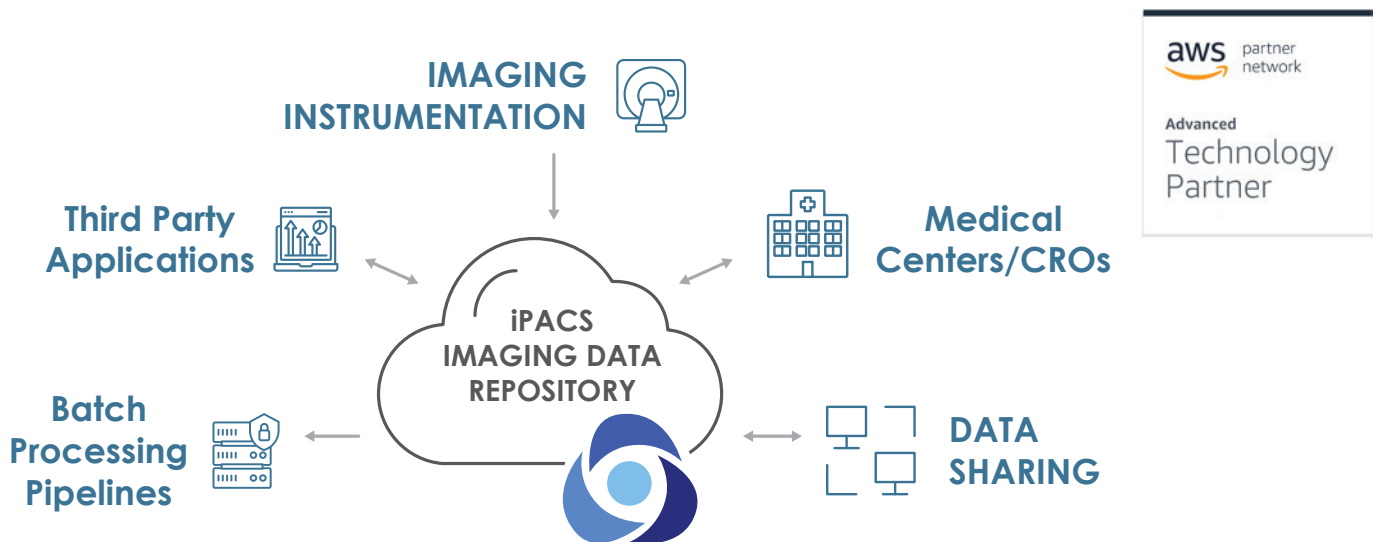 IMAGING
INSTRUMENTATION
aws partner
network
Advanced
Technology
Partner
Third Party
Applications
Medical
Centers/CROs
iPACS
IMAGING DATA
REPOSITORY
Batch
Processing
Pipelines
DATA
SHARING